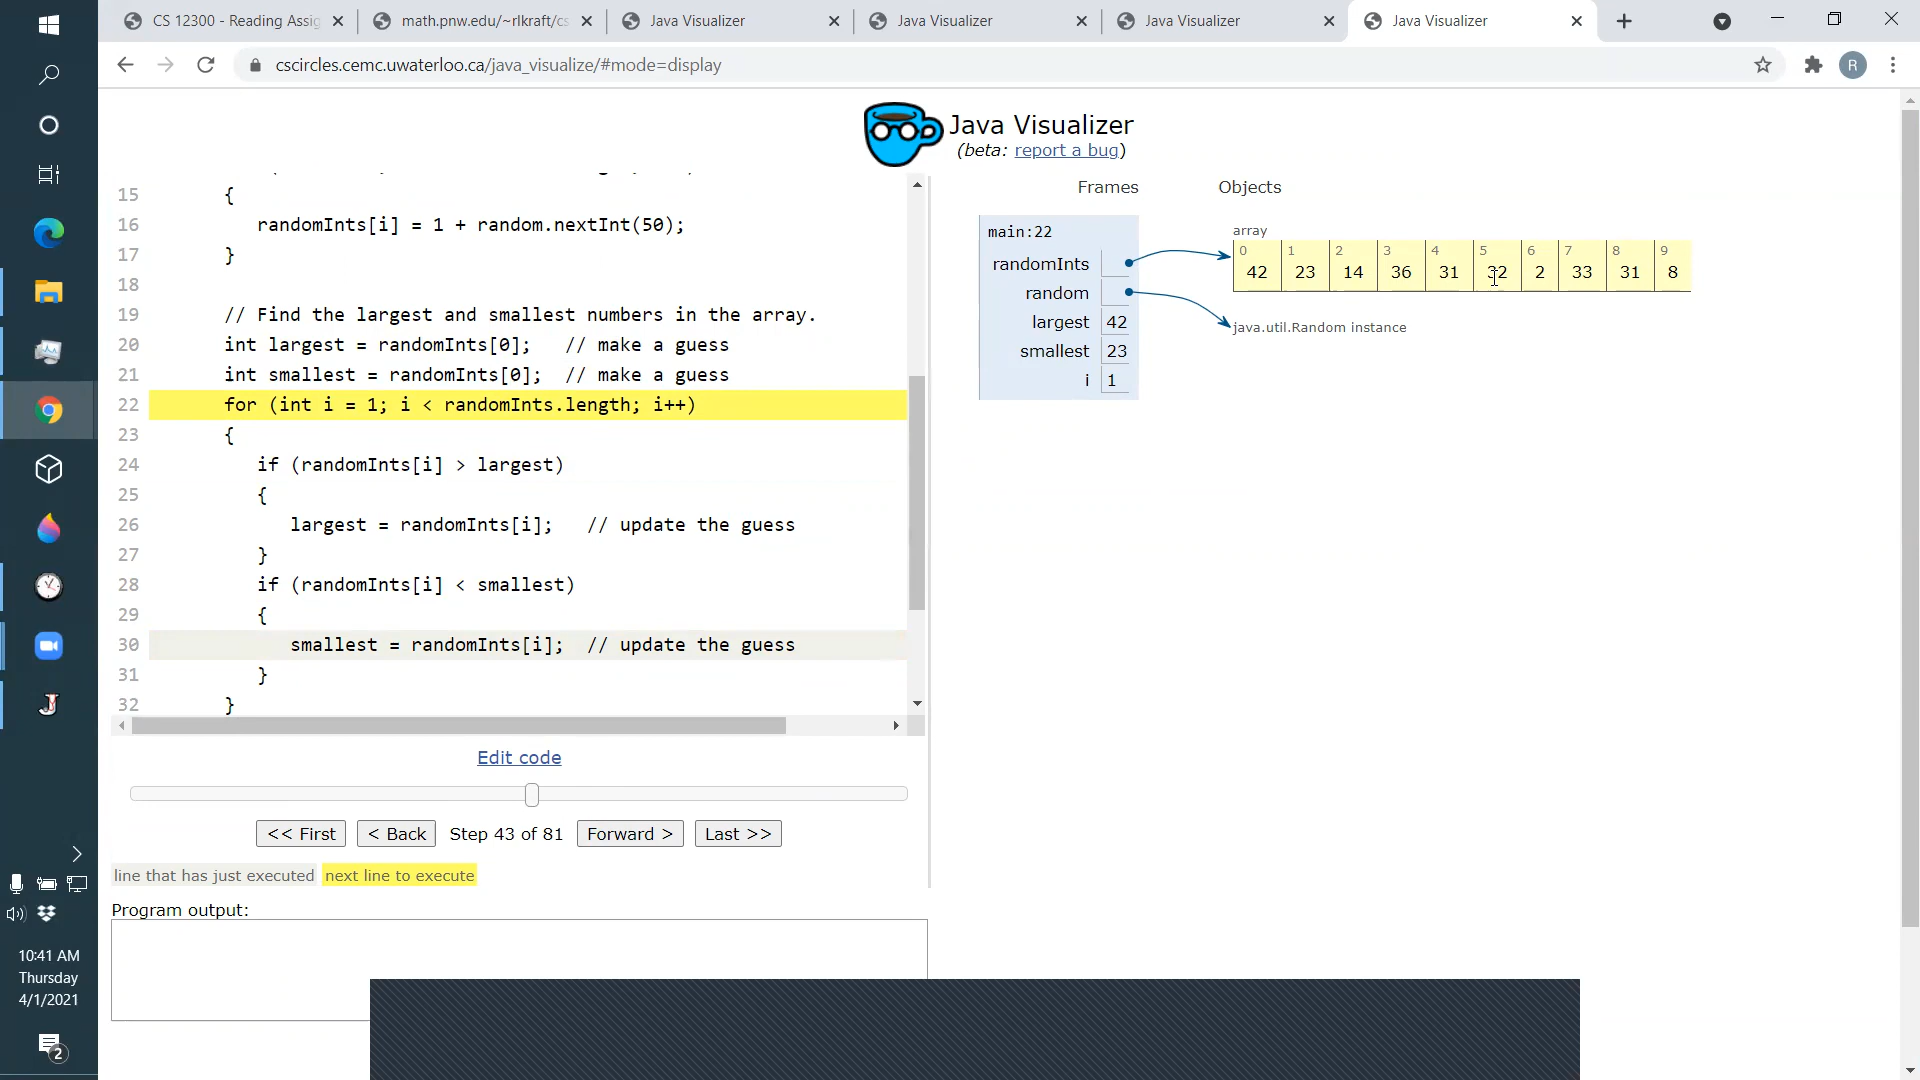 CS 12300 - Reading Assig
math.pnw.edu/~rlkraft/cs
Java Visualizer
Java Visualizer
Java Visualizer
Java Visualizer
cscircles.cemc.uwaterloo.ca/java_visualize/#mode=display
R
Java Visualizer
(beta: report a bug)
15 {
16 randomInts[i] = 1 + random.nextInt(50);
17 }
18
19 // Find the largest and smallest numbers in the array.
20 int largest = randomInts[0]; // make a guess
21 int smallest = randomInts[0]; // make a guess
22 for (int i = 1; i < randomInts.length; i++)
23 {
24 if (randomInts[i] > largest)
25 {
26 largest = randomInts[i]; // update the guess
27 }
28 if (randomInts[i] < smallest)
29 {
30 smallest = randomInts[i]; // update the guess
31 }
32 }
Edit code
<< First < Back Step 43 of 81 Forward > Last >>
line that has just executed next line to execute
Program output:
Frames Objects
main:22
randomInts
random
largest 42
smallest 23
i 1
array
0 1 2 3 4 5 6 7 8 9
42 23 14 36 31 32 2 33 31 8
java.util.Random instance
10:41 AM
Thursday
4/1/2021
2